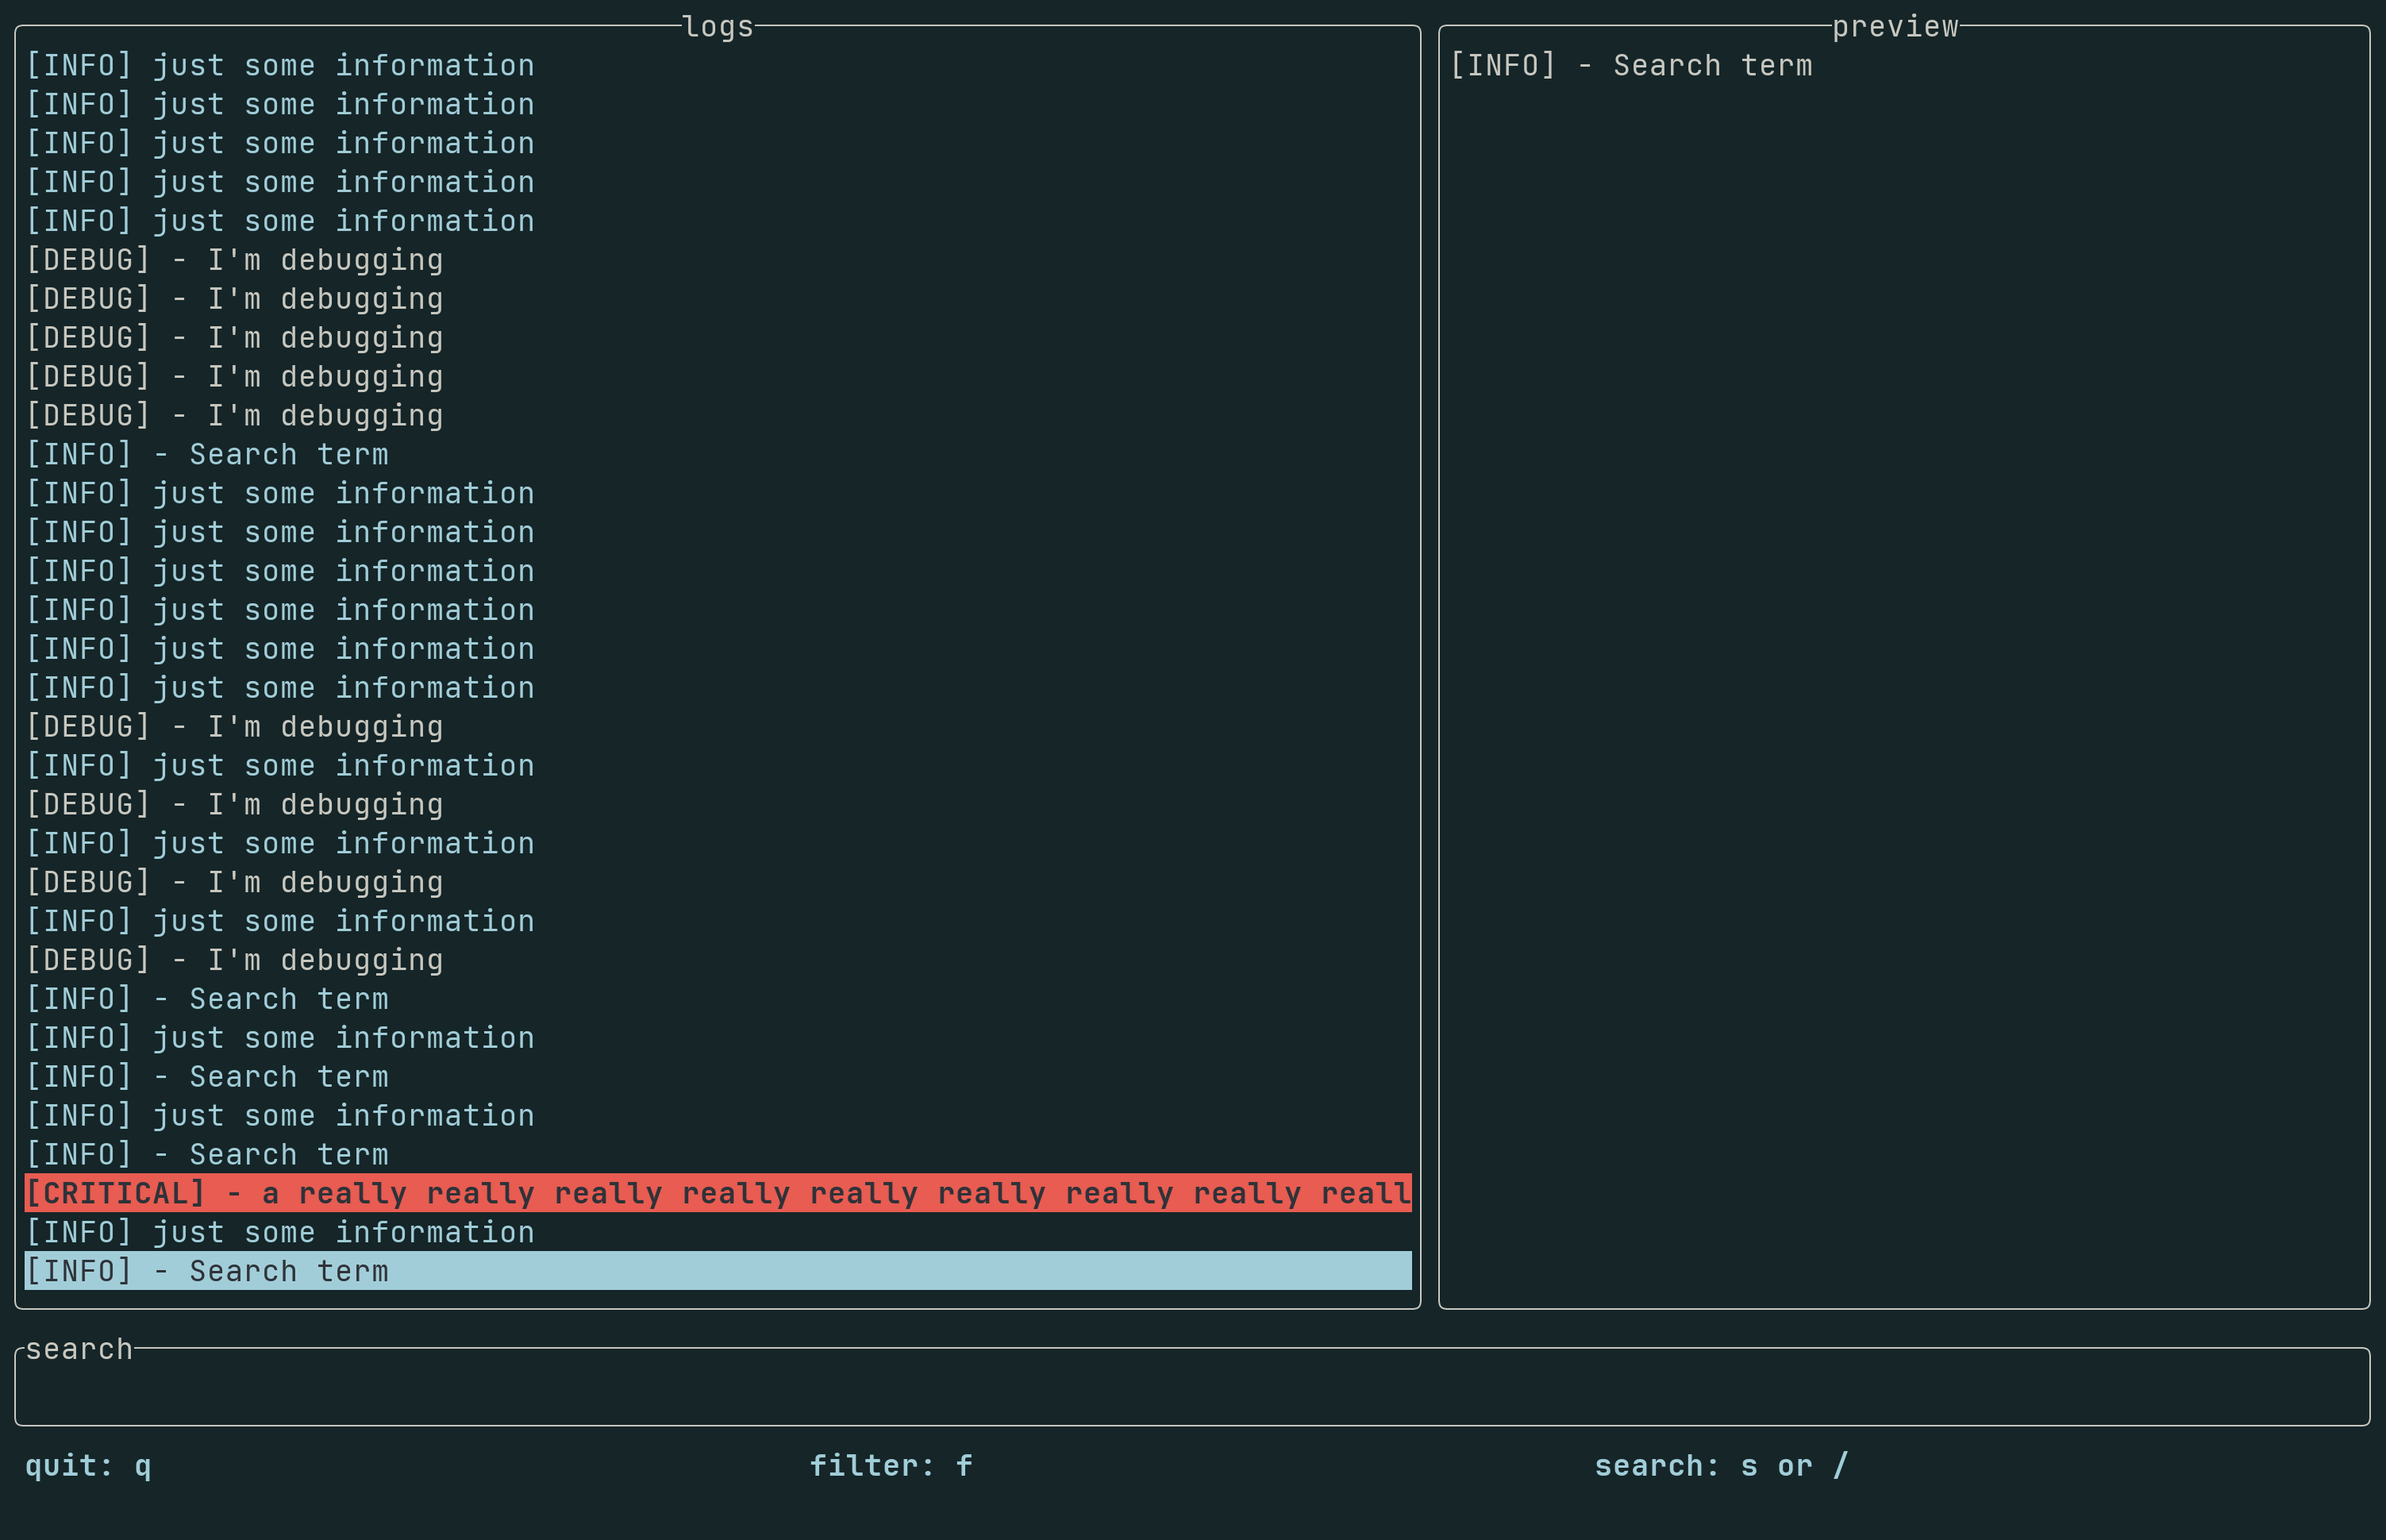 logs
[INFO] just some information
[INFO] just some information
[INFO] just some information
[INFO] just some information
[INFO] just some information
[DEBUG] - I'm debugging
[DEBUG] - I'm debugging
[DEBUG] - I'm debugging
[DEBUG] - I'm debugging
[DEBUG] - I'm debugging
[INFO] - Search term
[INFO] just some information
[INFO] just some information
[INFO] just some information
[INFO] just some information
[INFO] just some information
[INFO] just some information
[DEBUG] - I'm debugging
[INFO] just some information
[DEBUG] - I'm debugging
[INFO] just some information
[DEBUG] - I'm debugging
[INFO] just some information
[DEBUG] - I'm debugging
[INFO] - Search term
[INFO] just some information
[INFO] - Search term
[INFO] just some information
[INFO] - Search term
[CRITICAL] - a really really really really really really really really reall
[INFO] just some information
[INFO] - Search term
preview
[INFO] - Search term
search
quit: q filter: f search: s or /